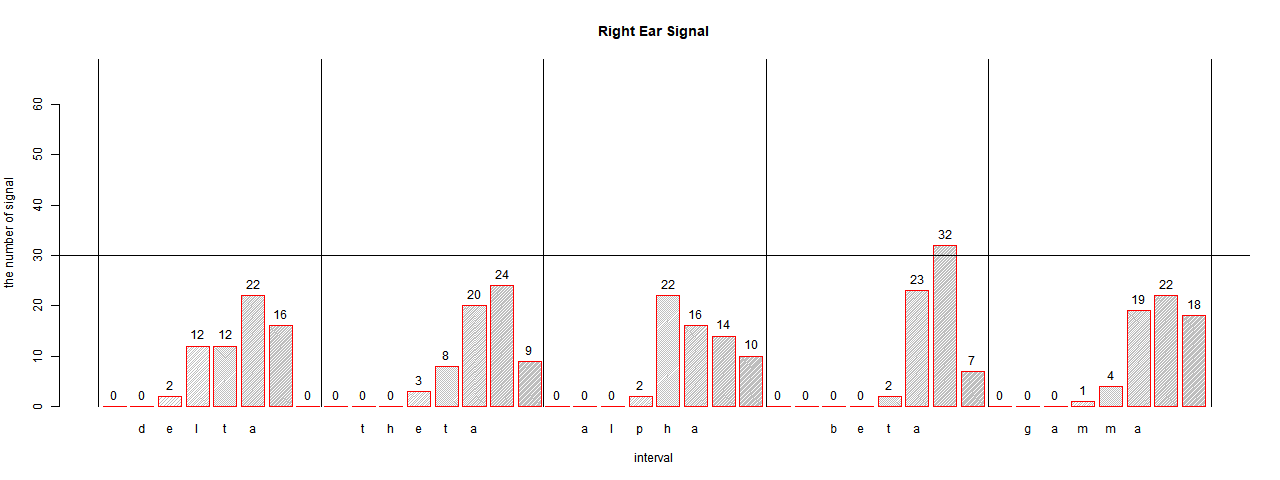 Right Ear Signal
the number of signal
60
50
40
30
20
10
0
0 0 2 12 12 22 16 0 0 0 0 3 8 20 24 9 0 0 0 2 22 16 14 10 0 0 0 0 2 23 32 7 0 0 0 1 4 19 22 18
d e l t a t h e t a a l p h a b e t a g a m m a
interval